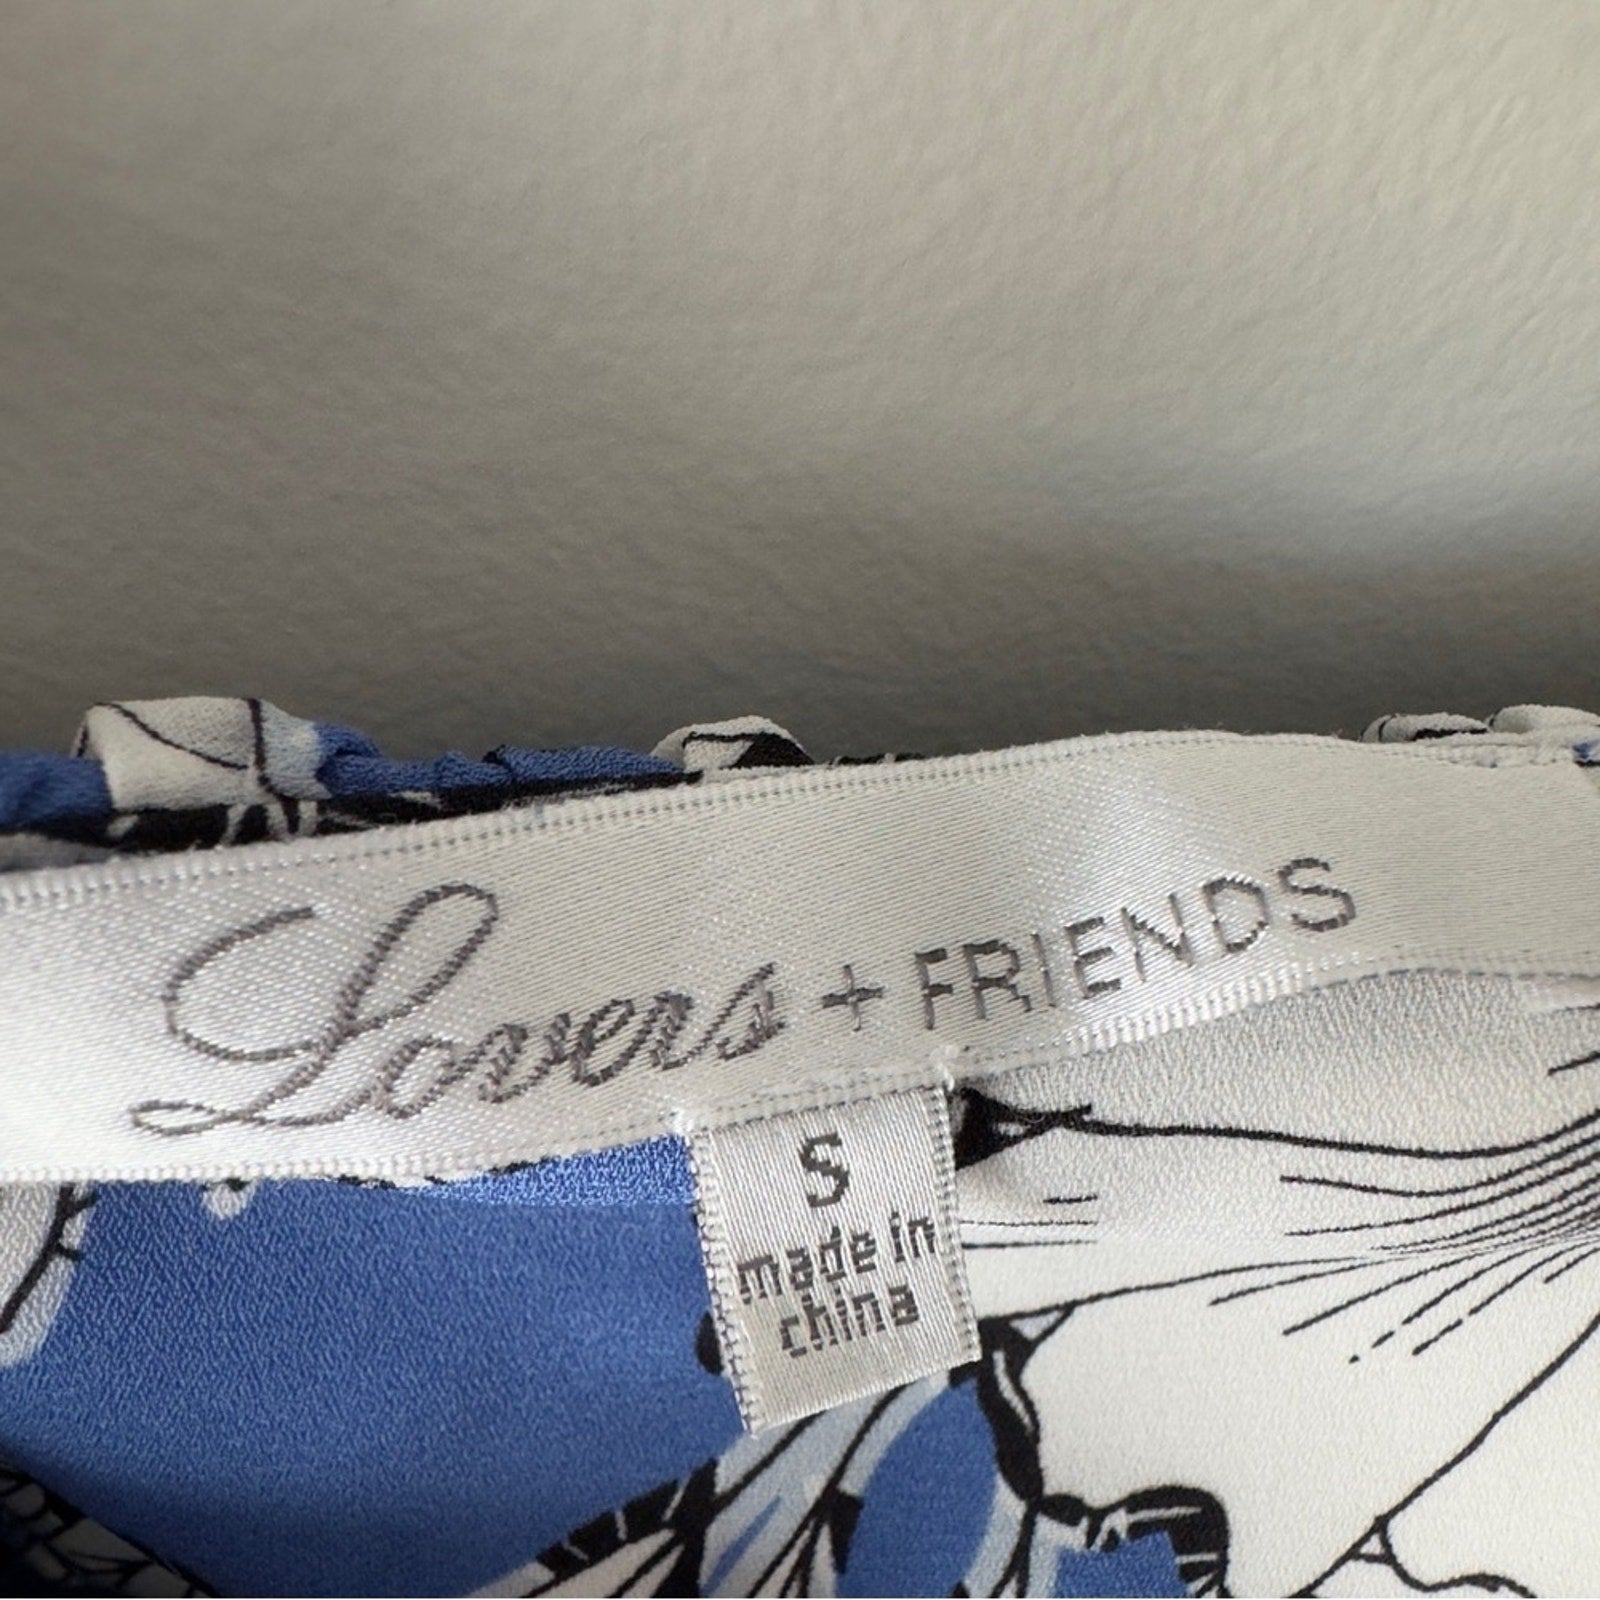 Lovers + FRIENDS
S
made in
china